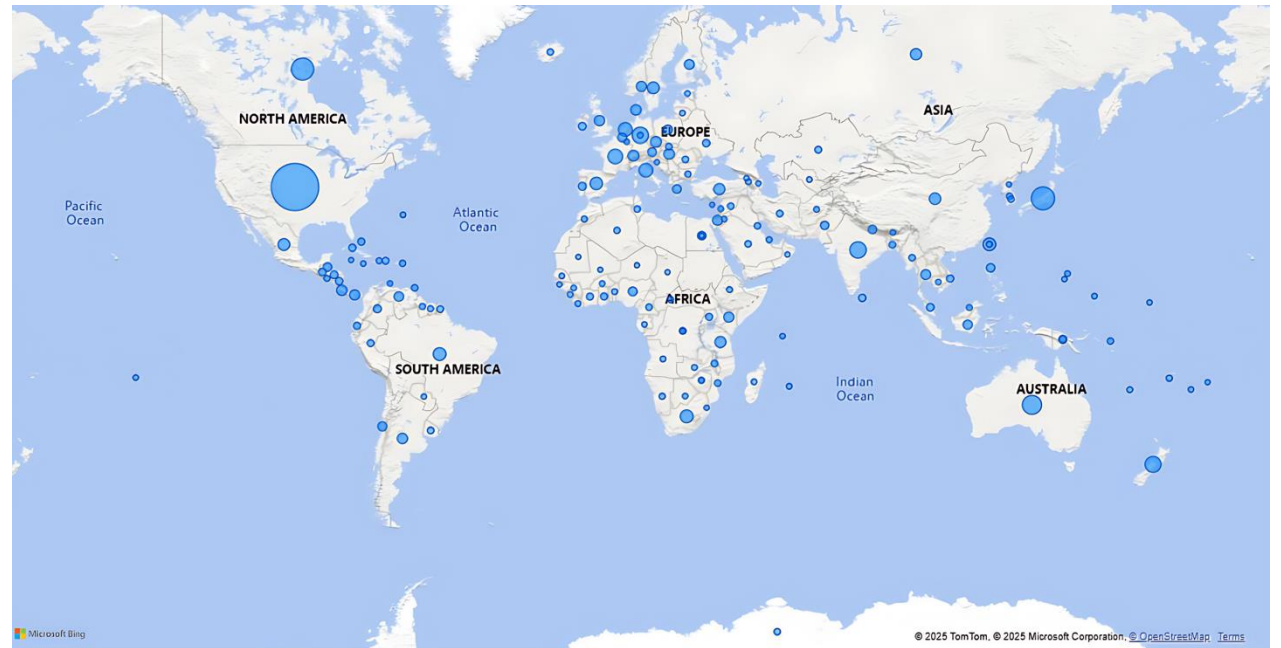 NORTH AMERICA
ASIA
EUROPE
Pacific
Ocean
Atlantic
Ocean
AFRICA
SOUTH AMERICA
Indian
Ocean
AUSTRALIA
Microsoft Bing
© 2025 TomTom, © 2025 Microsoft Corporation, © OpenStreetMap Terms